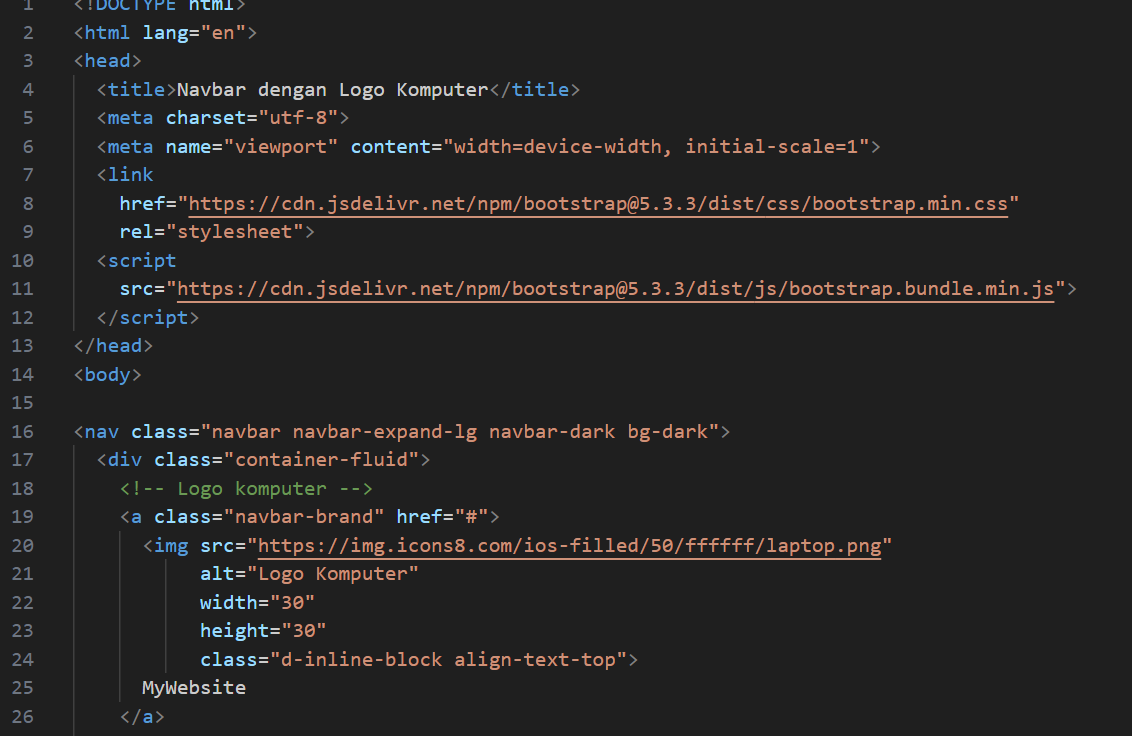 1 <!DOCTYPE html>
2 <html lang="en">
3 <head>
4   <title>Navbar dengan Logo Komputer</title>
5   <meta charset="utf-8">
6   <meta name="viewport" content="width=device-width, initial-scale=1">
7   <link
8     href="https://cdn.jsdelivr.net/npm/bootstrap@5.3.3/dist/css/bootstrap.min.css"
9     rel="stylesheet">
10   <script
11     src="https://cdn.jsdelivr.net/npm/bootstrap@5.3.3/dist/js/bootstrap.bundle.min.js">
12   </script>
13 </head>
14 <body>
15
16 <nav class="navbar navbar-expand-lg navbar-dark bg-dark">
17   <div class="container-fluid">
18     <!-- Logo komputer -->
19     <a class="navbar-brand" href="#">
20       <img src="https://img.icons8.com/ios-filled/50/ffffff/laptop.png"
21            alt="Logo Komputer"
22            width="30"
23            height="30"
24            class="d-inline-block align-text-top">
25       MyWebsite
26     </a>